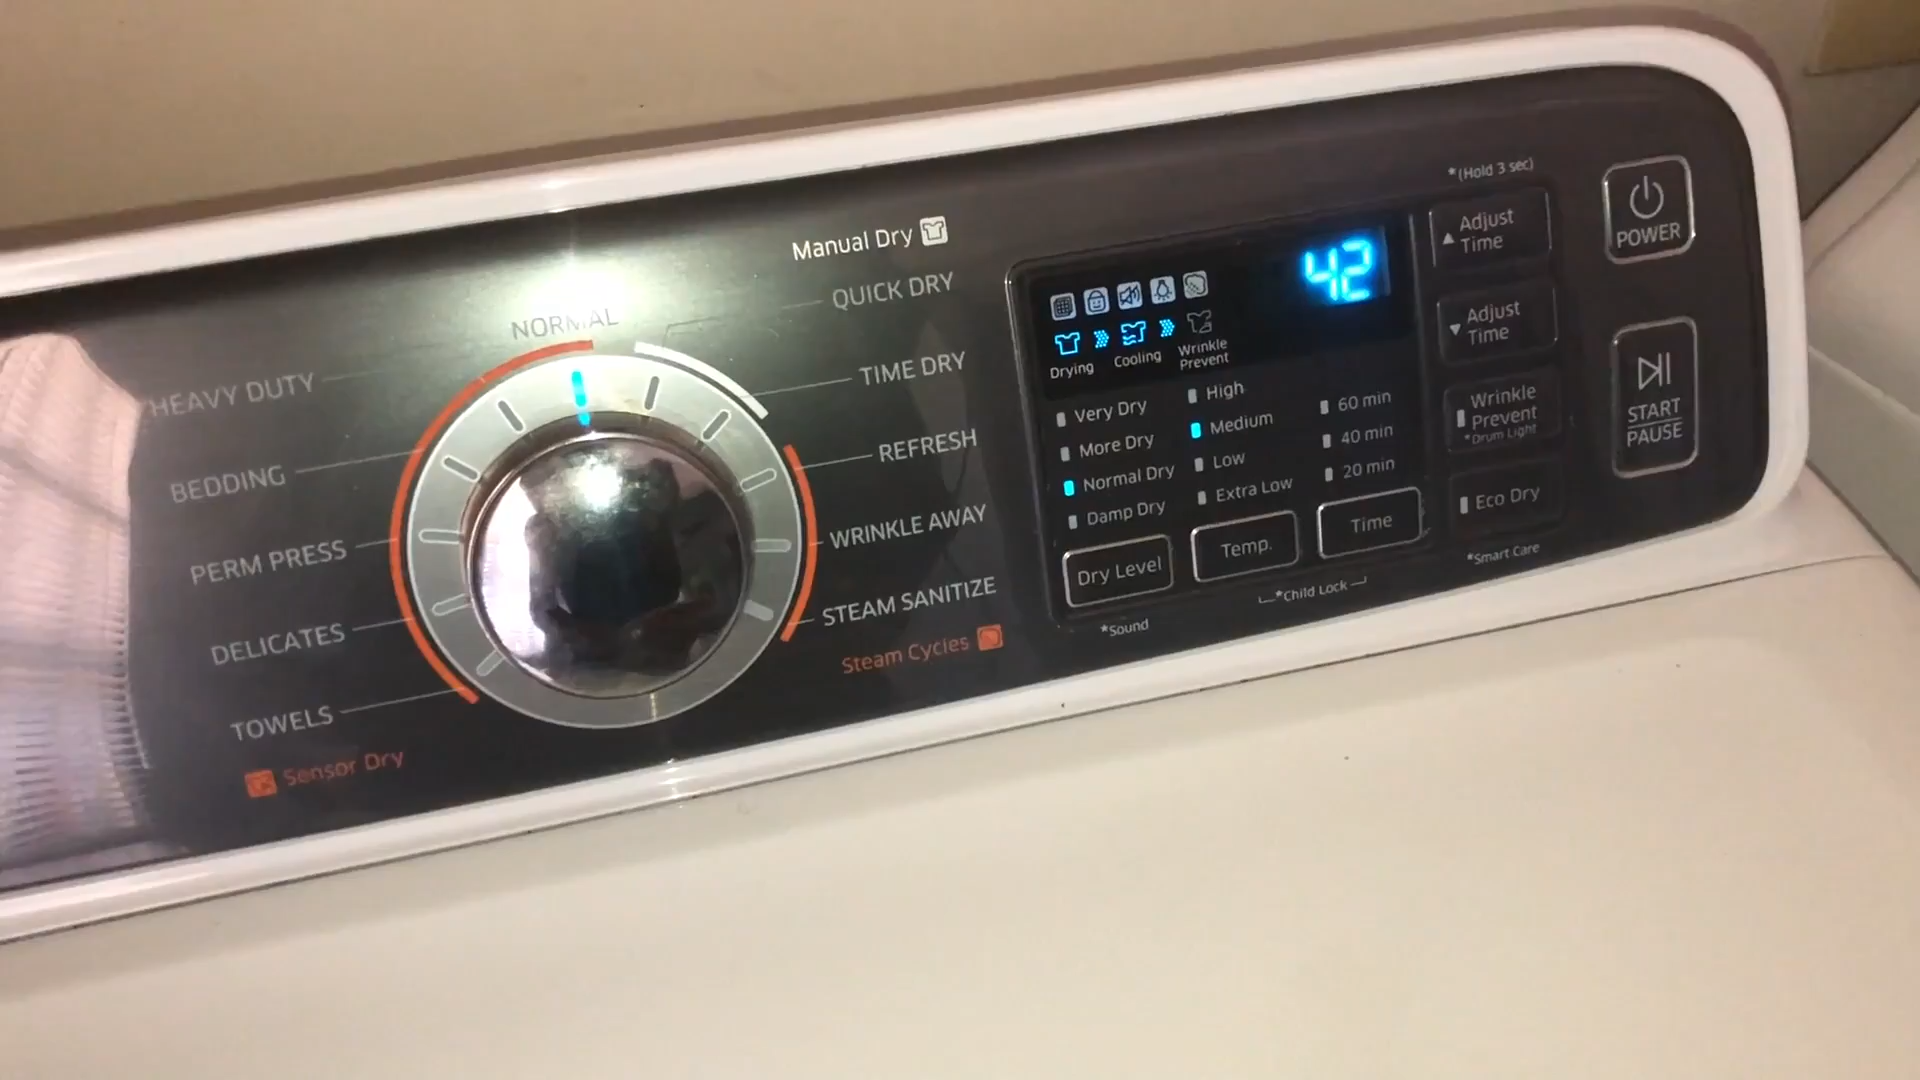 Manual Dry
NORMAL
HEAVY DUTY
BEDDING
PERM PRESS
DELICATES
TOWELS
Sensor Dry
QUICK DRY
TIME DRY
REFRESH
WRINKLE AWAY
STEAM SANITIZE
Steam Cycles
42
Drying
Cooling
Wrinkle
Prevent
Very Dry
More Dry
Normal Dry
Damp Dry
Dry Level
*Sound
High
Medium
Low
Extra Low
Temp.
60 min
40 min
20 min
Time
*Child Lock
*(Hold 3 sec)
▲ Adjust
Time
▼ Adjust
Time
Wrinkle
Prevent
*Drum Light
Eco Dry
*Smart Care
POWER
START
PAUSE